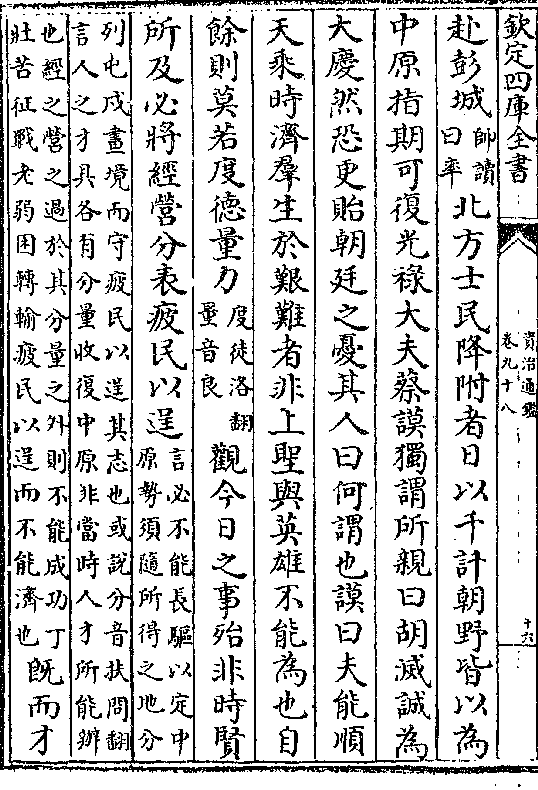 欽定四庫全書
資治通鑑
卷九十八
十六
赴彭城師讀曰率北方士民降附者日以千計朝野皆以為
中原指期可復光祿大夫蔡謨獨謂所親曰胡滅誠為
大慶然恐更貽朝廷之憂其人曰何謂也謨曰夫能順
天乘時濟羣生於艱難者非上聖與英雄不能為也自
餘則莫若度德量力度徒洛翻量音良觀今日之事殆非時賢
所及必將經營分表疲民以逞言必不能長驅以定中原勢須隨所得之地分
列屯戍畫境而守疲民以逞其志也或說分音扶問翻
言人之才具各有分量收復中原非當時人才所能辦
也經之營之過於其分量之外則不能成功丁
壯苦征戰老弱困轉輸疲民以逞而不能濟也既而才